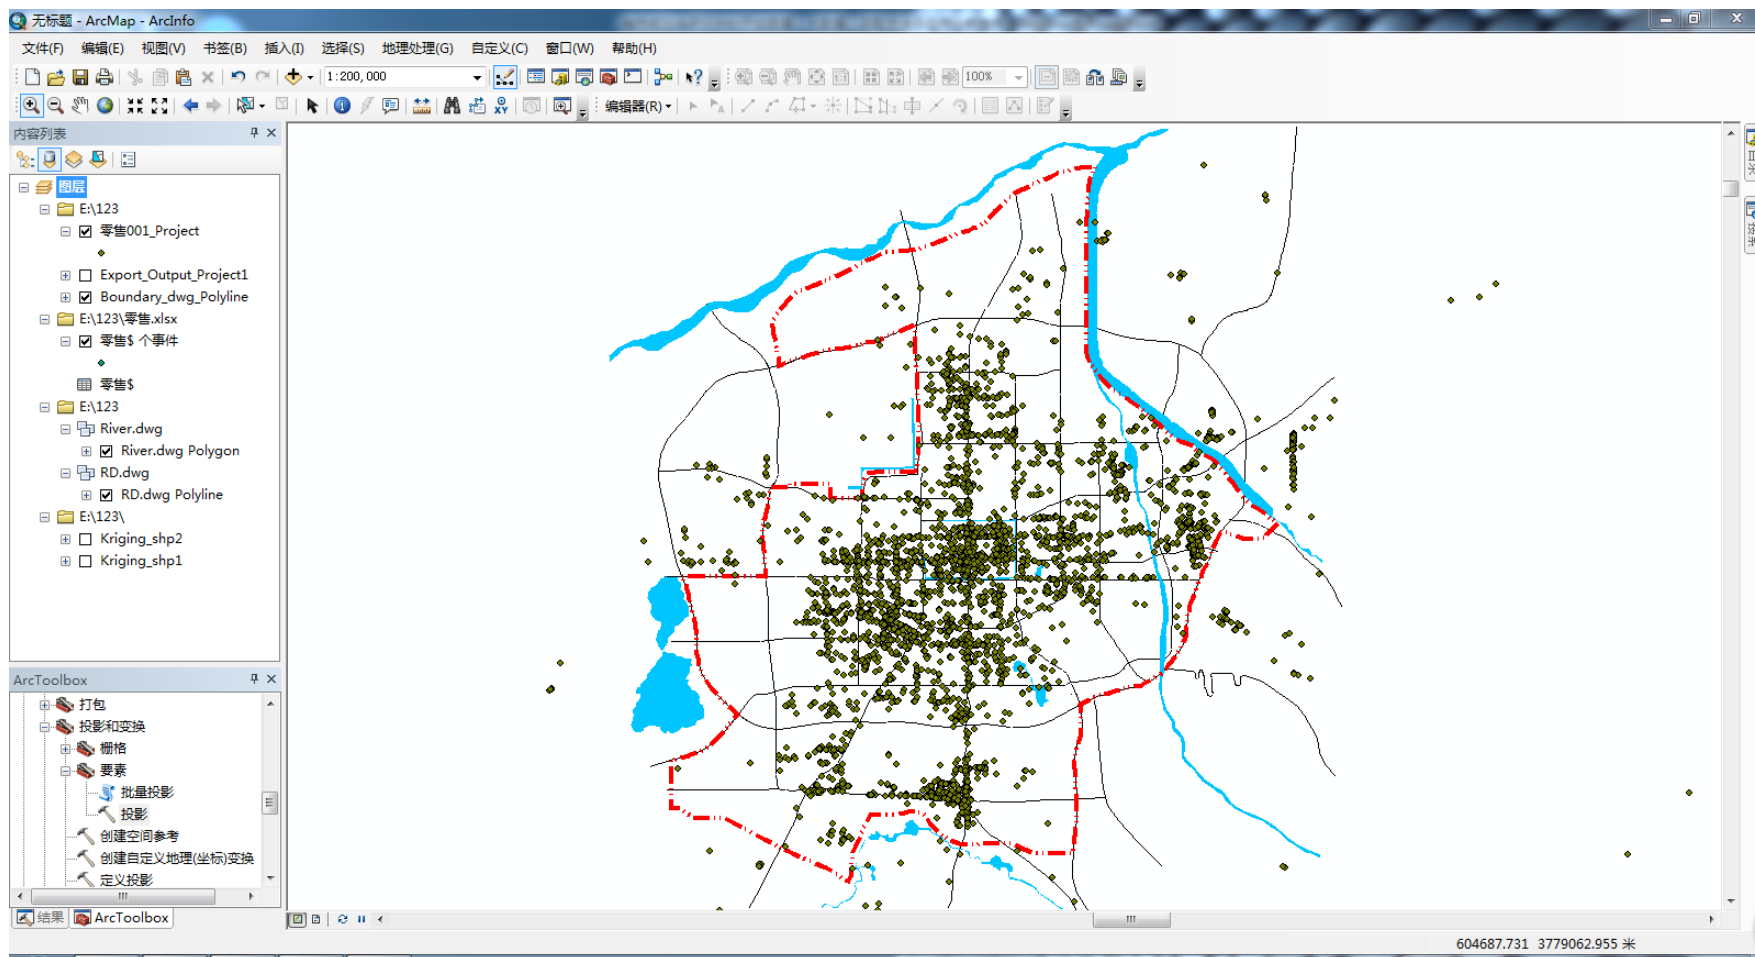 无标题 - ArcMap - ArcInfo
文件(F) 编辑(E) 视图(V) 书签(B) 插入(I) 选择(S) 地理处理(G) 自定义(C) 窗口(W) 帮助(H)
1:200,000
100%
编辑器(R)
内容列表
图层
E:\123
零售001_Project
Export_Output_Project1
Boundary_dwg_Polyline
E:\123\零售.xlsx
零售$ 个事件
零售$
E:\123
River.dwg
River.dwg Polygon
RD.dwg
RD.dwg Polyline
E:\123\
Kriging_shp2
Kriging_shp1
ArcToolbox
打包
投影和变换
栅格
要素
批量投影
投影
创建空间参考
创建自定义地理(坐标)变换
定义投影
结果 ArcToolbox
604687.731 3779062.955 米